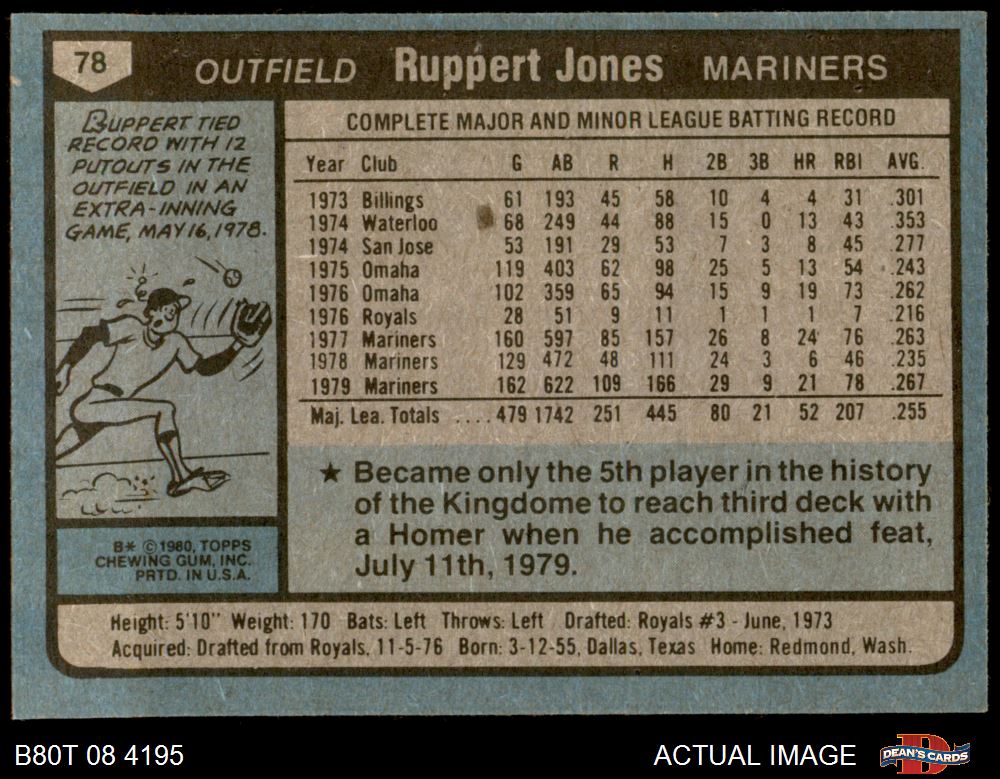 78 OUTFIELD Ruppert Jones MARINERS
RUPPERT TIED
RECORD WITH 12
PUTOUTS IN THE
OUTFIELD IN AN
EXTRA-INNING
GAME, MAY 16, 1978.
B* © 1980, TOPPS
CHEWING GUM, INC.
PRTD. IN U.S.A.
COMPLETE MAJOR AND MINOR LEAGUE BATTING RECORD
Year Club G AB R H 2B 3B HR RBI AVG.
1973 Billings 61 193 45 58 10 4 4 31 .301
1974 Waterloo 68 249 44 88 15 0 13 43 .353
1974 San Jose 53 191 29 53 7 3 8 45 .277
1975 Omaha 119 403 62 98 25 5 13 54 .243
1976 Omaha 102 359 65 94 15 9 19 73 .262
1976 Royals 28 51 9 11 1 1 1 7 .216
1977 Mariners 160 597 85 157 26 8 24 76 .263
1978 Mariners 129 472 48 111 24 3 6 46 .235
1979 Mariners 162 622 109 166 29 9 21 78 .267
Maj. Lea. Totals ....479 1742 251 445 80 21 52 207 .255
★ Became only the 5th player in the history
of the Kingdome to reach third deck with
a Homer when he accomplished feat,
July 11th, 1979.
Height: 5'10" Weight: 170 Bats: Left Throws: Left Drafted: Royals #3 - June, 1973
Acquired: Drafted from Royals, 11-5-76 Born: 3-12-55, Dallas, Texas Home: Redmond, Wash.
B80T 08 4195 ACTUAL IMAGE DEAN'S CARDS